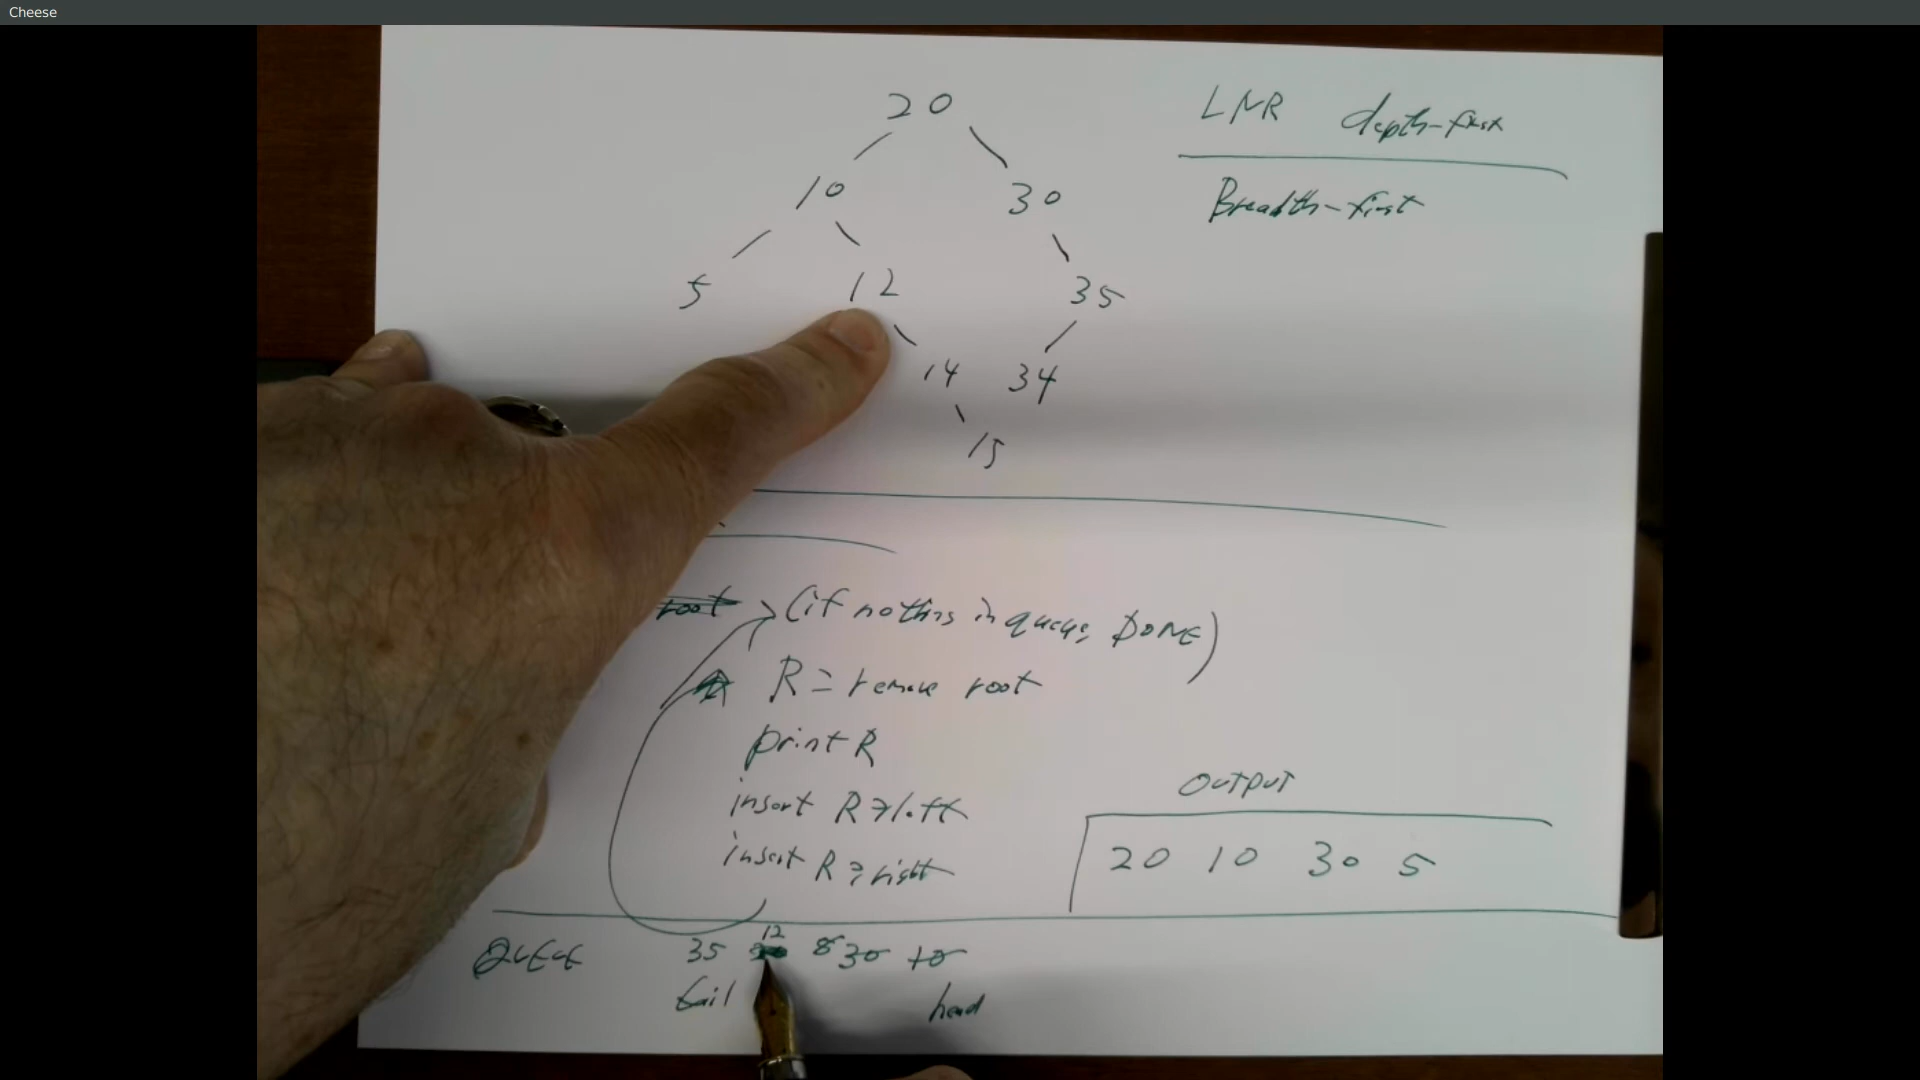 Cheese
20
LNR depth-first
10 30
Breadth-first
5 12 35
14 34
15
root (if nothing in queue, DONE)
R = remove root
print R
OUTPUT
insert R→left
20 10 30 5
insert R→right
12
QUEUE 35 30 10
tail head